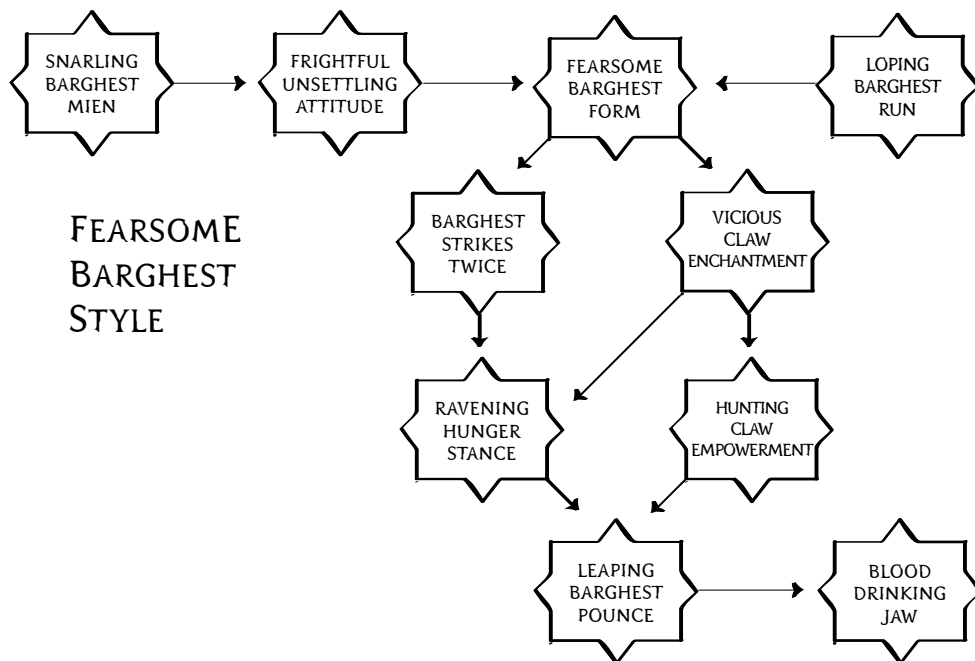 SNARLING
BARGHEST
MIEN
FRIGHTFUL
UNSETTLING
ATTITUDE
FEARSOME
BARGHEST
FORM
LOPING
BARGHEST
RUN
FEARSOME
BARGHEST
STYLE
BARGHEST
STRIKES
TWICE
VICIOUS
CLAW
ENCHANTMENT
RAVENING
HUNGER
STANCE
HUNTING
CLAW
EMPOWERMENT
LEAPING
BARGHEST
POUNCE
BLOOD
DRINKING
JAW